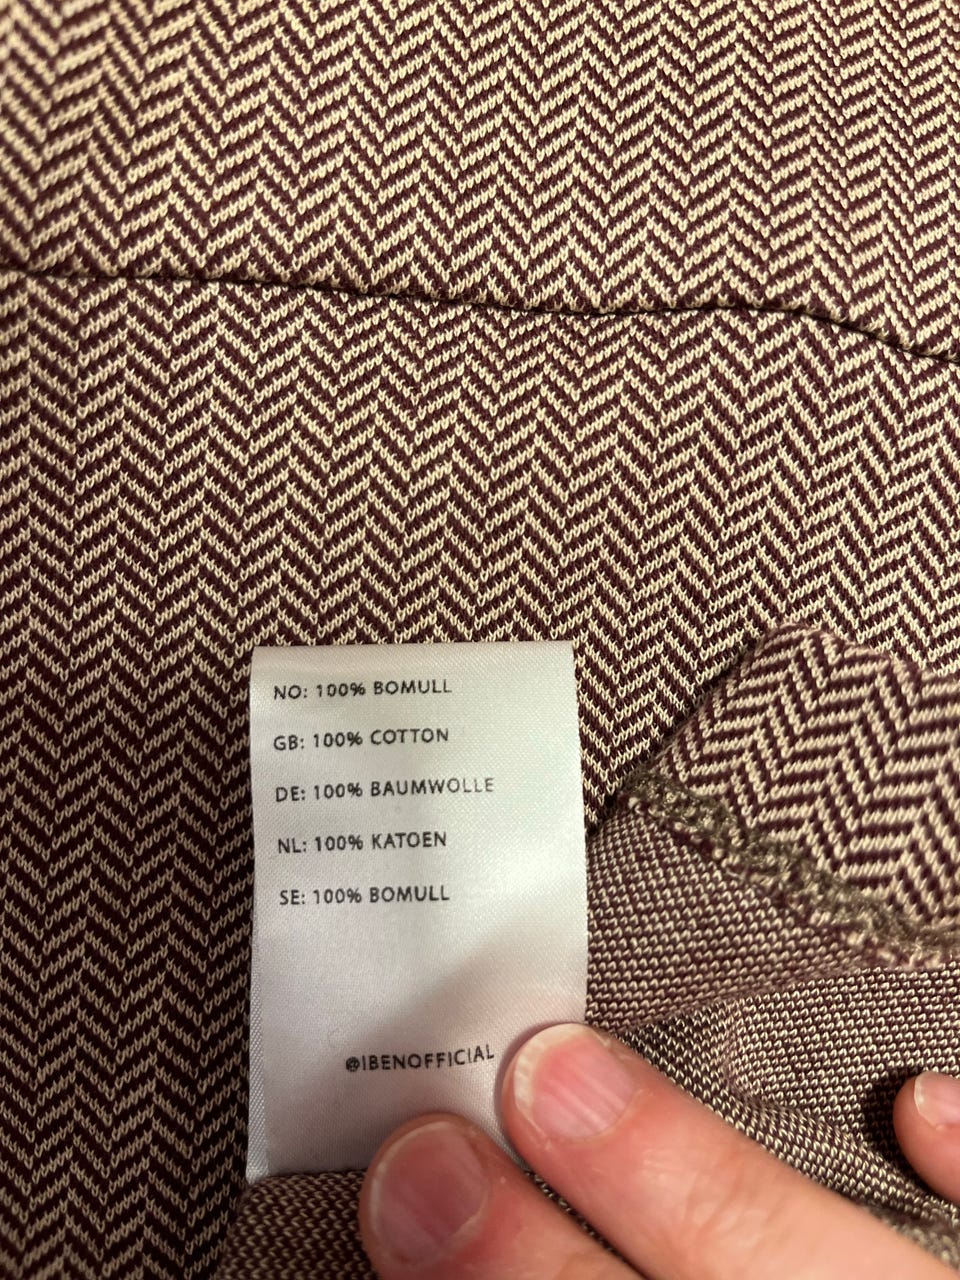 NO: 100% BOMULL
GB: 100% COTTON
DE: 100% BAUMWOLLE
NL: 100% KATOEN
SE: 100% BOMULL
@IBENOFFICIAL